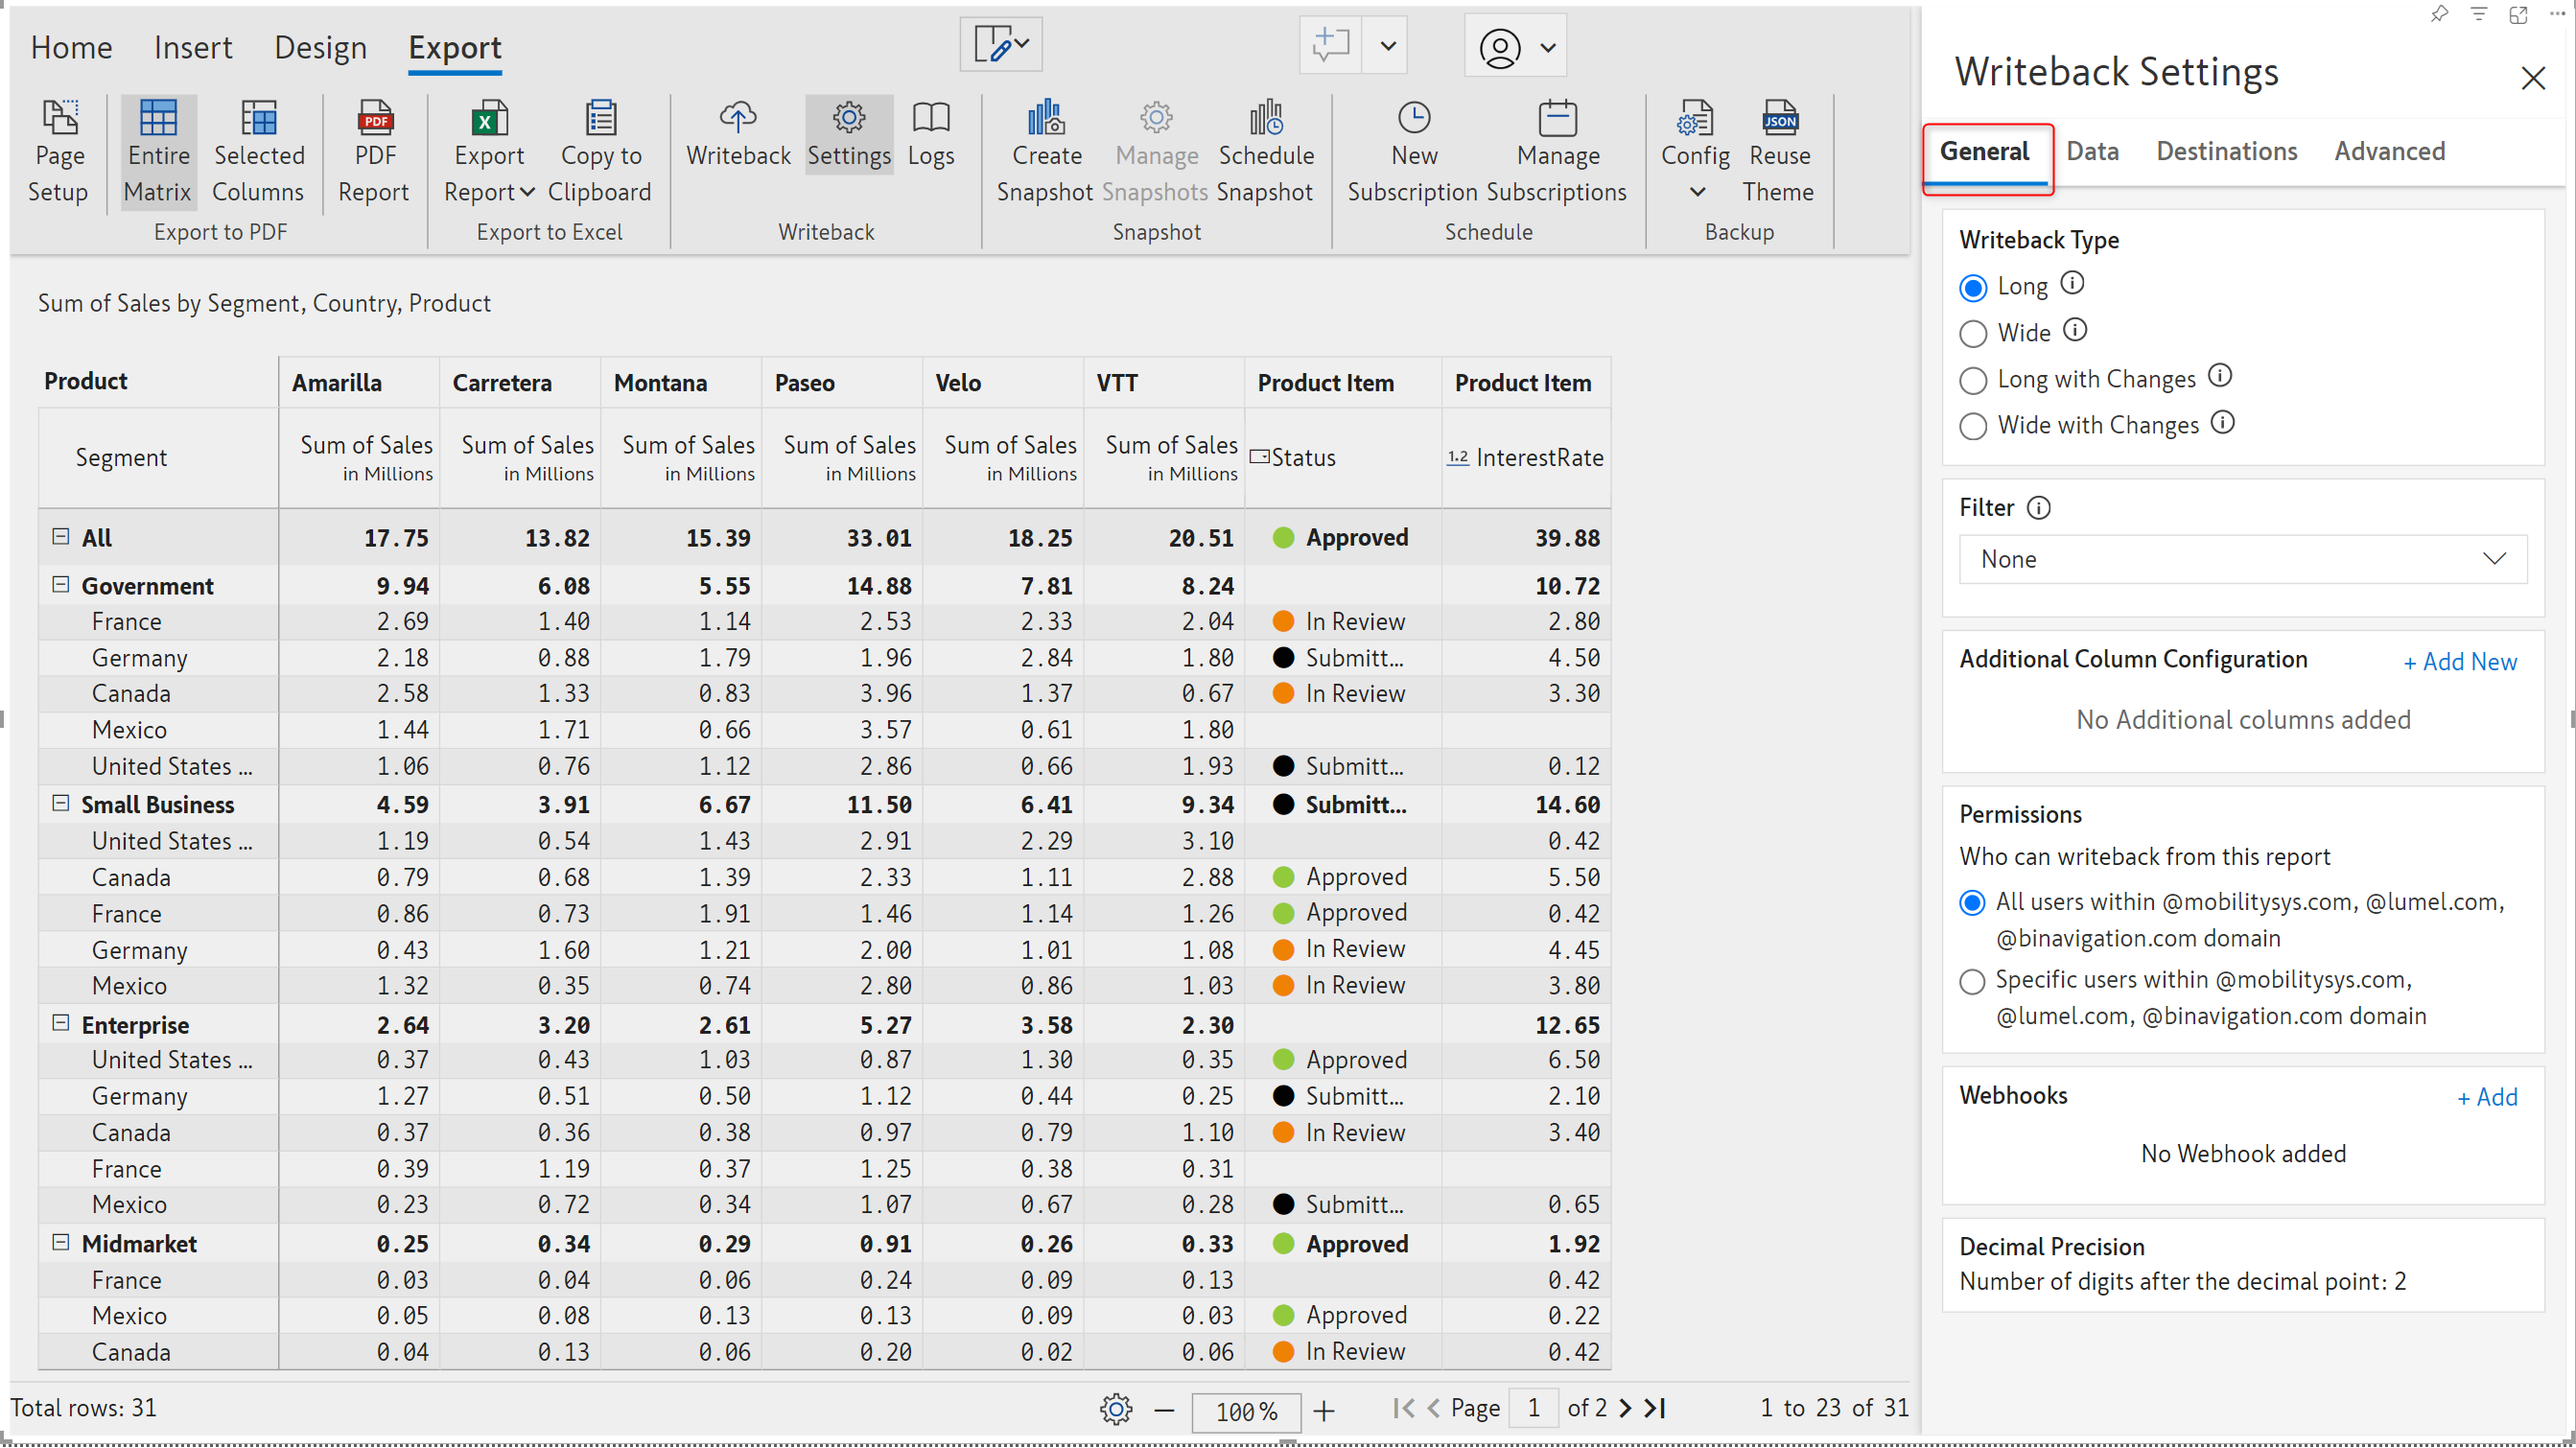 Home Insert Design Export
Page Setup
Entire Matrix
Selected Columns
Export to PDF
PDF Report
Export Report
Copy to Clipboard
Export to Excel
Writeback
Settings
Logs
Writeback
Create Snapshot
Manage Snapshots
Schedule Snapshot
Snapshot
New Subscription
Manage Subscriptions
Schedule
Config
Reuse Theme
Backup
Sum of Sales by Segment, Country, Product
Product Amarilla Carretera Montana Paseo Velo VTT Product Item Product Item
Segment Sum of Sales in Millions Sum of Sales in Millions Sum of Sales in Millions Sum of Sales in Millions Sum of Sales in Millions Sum of Sales in Millions Status 1.2 InterestRate
All 17.75 13.82 15.39 33.01 18.25 20.51 Approved 39.88
Government 9.94 6.08 5.55 14.88 7.81 8.24 10.72
France 2.69 1.40 1.14 2.53 2.33 2.04 In Review 2.80
Germany 2.18 0.88 1.79 1.96 2.84 1.80 Submitt... 4.50
Canada 2.58 1.33 0.83 3.96 1.37 0.67 In Review 3.30
Mexico 1.44 1.71 0.66 3.57 0.61 1.80
United States ... 1.06 0.76 1.12 2.86 0.66 1.93 Submitt... 0.12
Small Business 4.59 3.91 6.67 11.50 6.41 9.34 Submitt... 14.60
United States ... 1.19 0.54 1.43 2.91 2.29 3.10 0.42
Canada 0.79 0.68 1.39 2.33 1.11 2.88 Approved 5.50
France 0.86 0.73 1.91 1.46 1.14 1.26 Approved 0.42
Germany 0.43 1.60 1.21 2.00 1.01 1.08 In Review 4.45
Mexico 1.32 0.35 0.74 2.80 0.86 1.03 In Review 3.80
Enterprise 2.64 3.20 2.61 5.27 3.58 2.30 12.65
United States ... 0.37 0.43 1.03 0.87 1.30 0.35 Approved 6.50
Germany 1.27 0.51 0.50 1.12 0.44 0.25 Submitt... 2.10
Canada 0.37 0.36 0.38 0.97 0.79 1.10 In Review 3.40
France 0.39 1.19 0.37 1.25 0.38 0.31
Mexico 0.23 0.72 0.34 1.07 0.67 0.28 Submitt... 0.65
Midmarket 0.25 0.34 0.29 0.91 0.26 0.33 Approved 1.92
France 0.03 0.04 0.06 0.24 0.09 0.13 0.42
Mexico 0.05 0.08 0.13 0.13 0.09 0.03 Approved 0.22
Canada 0.04 0.13 0.06 0.20 0.02 0.06 In Review 0.42
Total rows: 31
100%
Page 1 of 2
1 to 23 of 31
Writeback Settings
General Data Destinations Advanced
Writeback Type
Long
Wide
Long with Changes
Wide with Changes
Filter
None
Additional Column Configuration + Add New
No Additional columns added
Permissions
Who can writeback from this report
All users within @mobilitysys.com, @lumel.com,
@binavigation.com domain
Specific users within @mobilitysys.com,
@lumel.com, @binavigation.com domain
Webhooks + Add
No Webhook added
Decimal Precision
Number of digits after the decimal point: 2